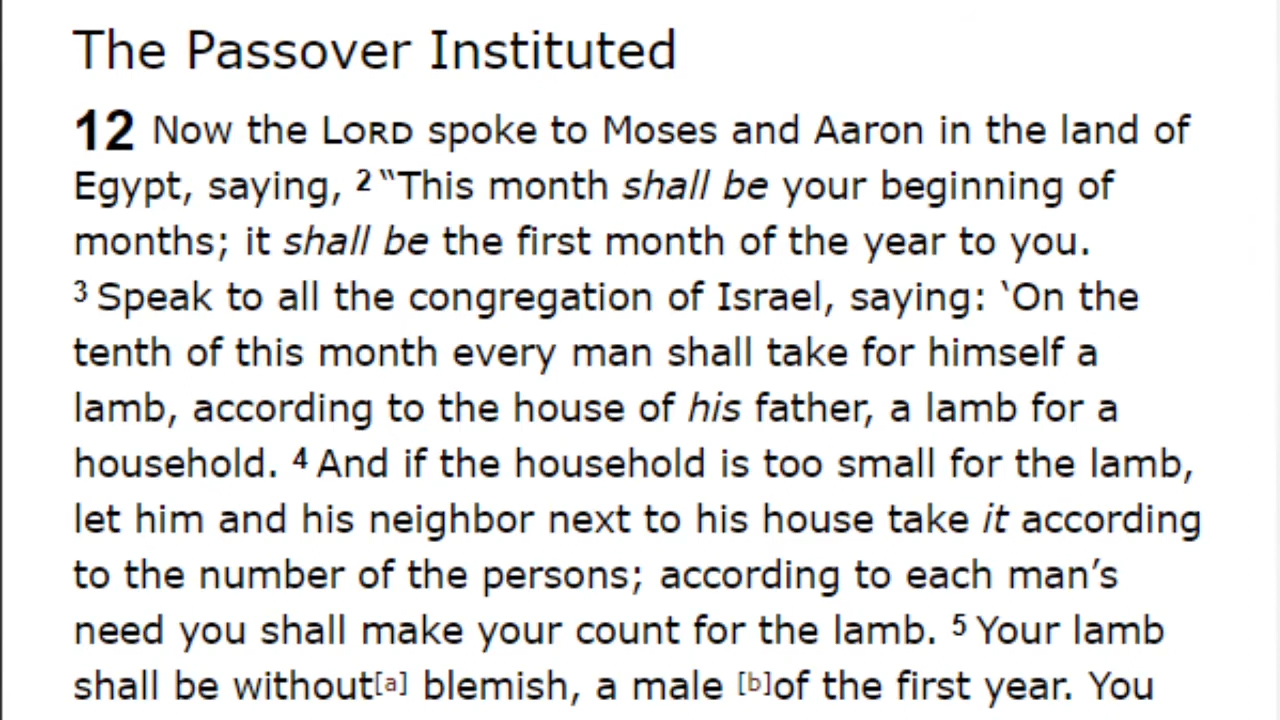 The Passover Instituted
12 Now the LORD spoke to Moses and Aaron in the land of
Egypt, saying, 2 “This month shall be your beginning of
months; it shall be the first month of the year to you.
3 Speak to all the congregation of Israel, saying: ‘On the
tenth of this month every man shall take for himself a
lamb, according to the house of his father, a lamb for a
household. 4 And if the household is too small for the lamb,
let him and his neighbor next to his house take it according
to the number of the persons; according to each man’s
need you shall make your count for the lamb. 5 Your lamb
shall be without[a] blemish, a male [b]of the first year. You